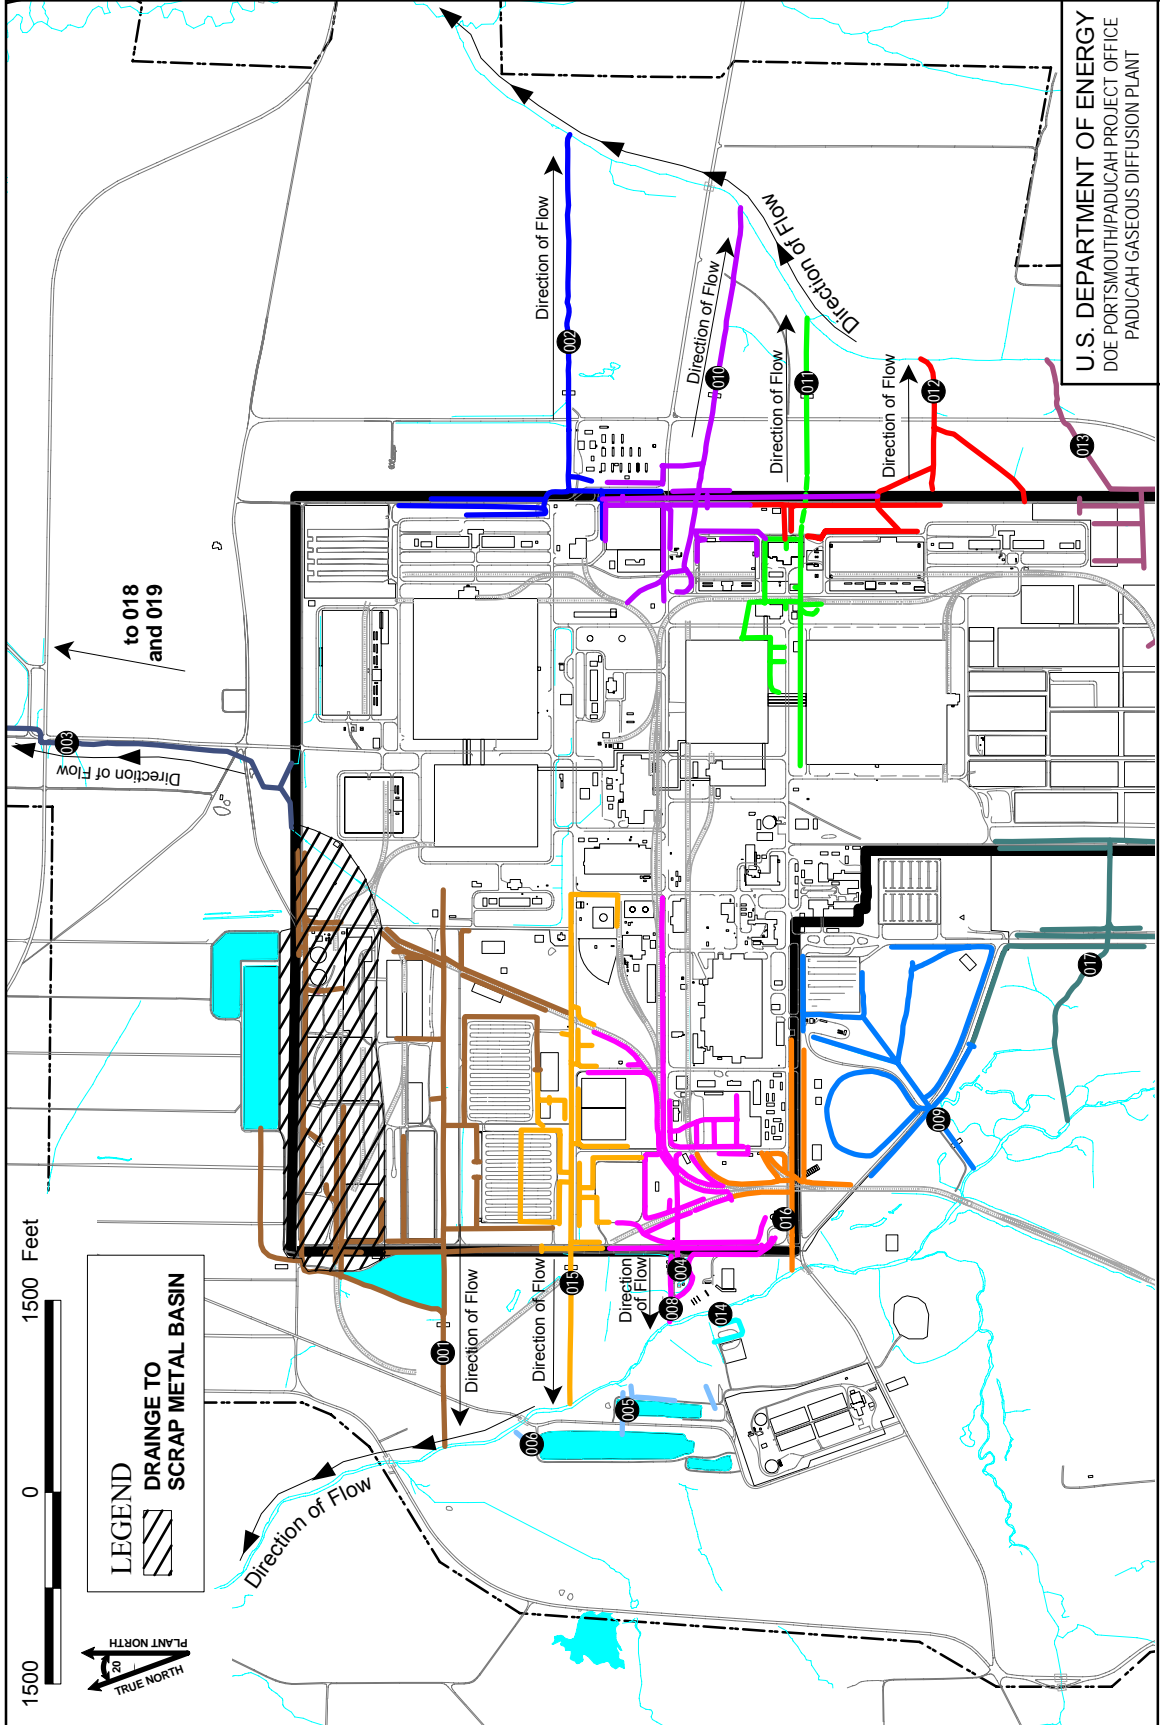 1500
0
1500 Feet
LEGEND
DRAINGE TO
SCRAP METAL BASIN
PLANT NORTH
20
TRUE NORTH
to 018
and 019
003
Direction of Flow
002
Direction of Flow
010
Direction of Flow
Direction of Flow
011
Direction of Flow
012
Direction of Flow
013
001
Direction of Flow
015
Direction of Flow
004
008
Direction
of Flow
014
016
005
006
Direction of Flow
009
017
U.S. DEPARTMENT OF ENERGY
DOE PORTSMOUTH/PADUCAH PROJECT OFFICE
PADUCAH GASEOUS DIFFUSION PLANT